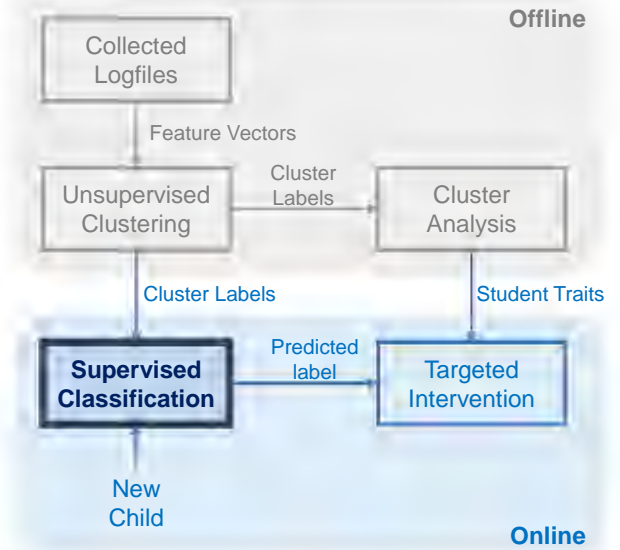 Offline
Collected
Logfiles
Feature Vectors
Unsupervised
Clustering
Cluster
Labels
Cluster
Analysis
Cluster Labels
Student Traits
Supervised
Classification
Predicted
label
Targeted
Intervention
New
Child
Online